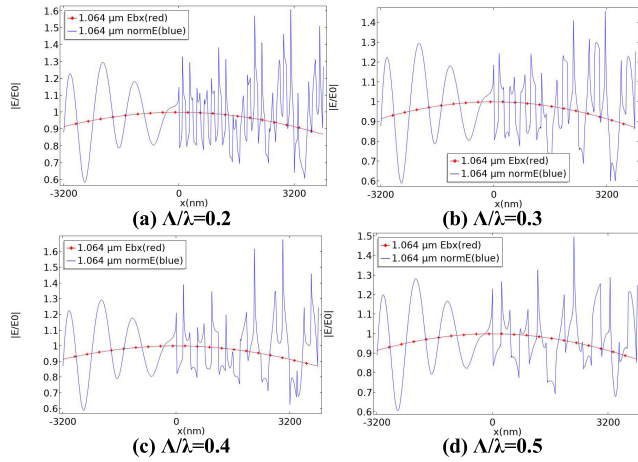 1.6
1.5
1.4
1.3
1.2
1.1
1
0.9
0.8
0.7
0.6
|E/E0|
1.064 µm Ebx(red)
1.064 µm normE(blue)
-3200
0
3200
x(nm)
(a) Λ/λ=0.2
1.4
1.3
1.2
1.1
1
0.9
0.8
0.7
0.6
|E/E0|
1.064 µm Ebx(red)
1.064 µm normE(blue)
-3200
0
3200
x(nm)
(b) Λ/λ=0.3
1.6
1.5
1.4
1.3
1.2
1.1
1
0.9
0.8
0.7
0.6
|E/E0|
1.064 µm Ebx(red)
1.064 µm normE(blue)
-3200
0
3200
x(nm)
(c) Λ/λ=0.4
1.5
1.4
1.3
1.2
1.1
1
0.9
0.8
0.7
0.6
|E/E0|
1.064 µm Ebx(red)
1.064 µm normE(blue)
-3200
0
3200
x(nm)
(d) Λ/λ=0.5